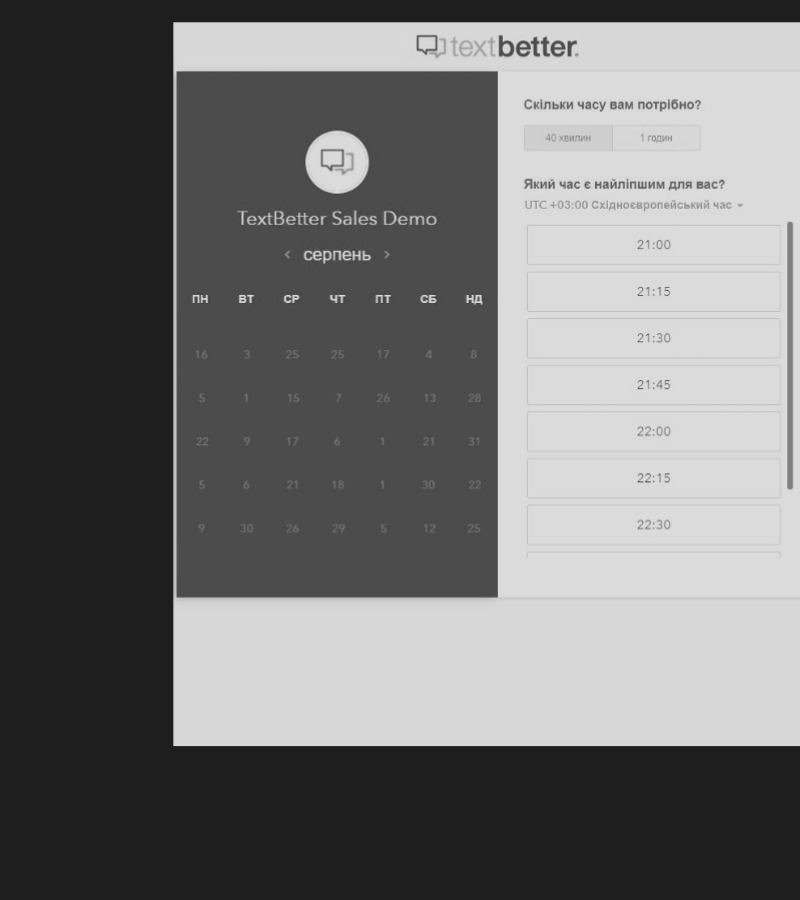 textbetter.
TextBetter Sales Demo
‹ серпень ›
ПН ВТ СР ЧТ ПТ СБ НД
16 3 25 25 17 4 8
5 1 15 7 26 13 28
22 9 17 6 1 21 31
5 6 21 18 1 30 22
9 30 26 29 5 12 25
Скільки часу вам потрібно?
40 хвилин 1 годин
Який час є найліпшим для вас?
UTC +03:00 Східноєвропейський час
21:00
21:15
21:30
21:45
22:00
22:15
22:30